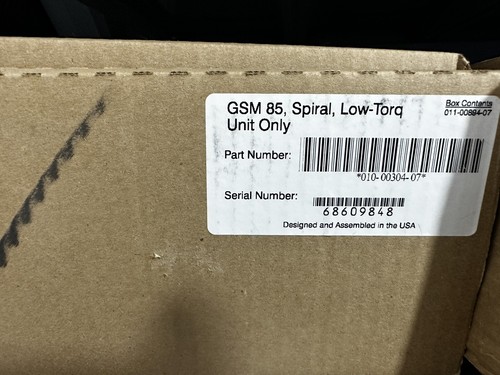 GSM 85, Spiral, Low-Torq
Unit Only
Box Contents
011-00884-07
Part Number:
*010-00304-07*
Serial Number:
68609848
Designed and Assembled in the USA